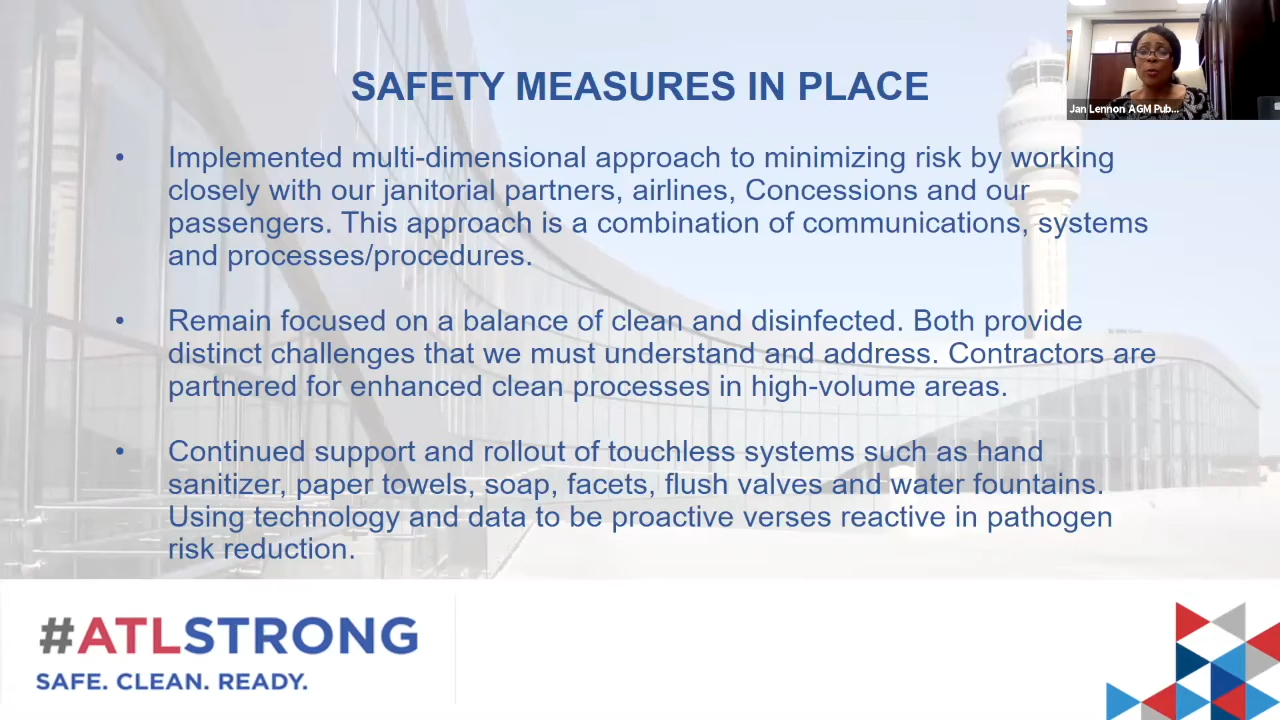 SAFETY MEASURES IN PLACE
Jan Lennon AGM Pub...
• Implemented multi-dimensional approach to minimizing risk by working
closely with our janitorial partners, airlines, Concessions and our
passengers. This approach is a combination of communications, systems
and processes/procedures.
• Remain focused on a balance of clean and disinfected. Both provide
distinct challenges that we must understand and address. Contractors are
partnered for enhanced clean processes in high-volume areas.
• Continued support and rollout of touchless systems such as hand
sanitizer, paper towels, soap, facets, flush valves and water fountains.
Using technology and data to be proactive verses reactive in pathogen
risk reduction.
#ATLSTRONG
SAFE. CLEAN. READY.